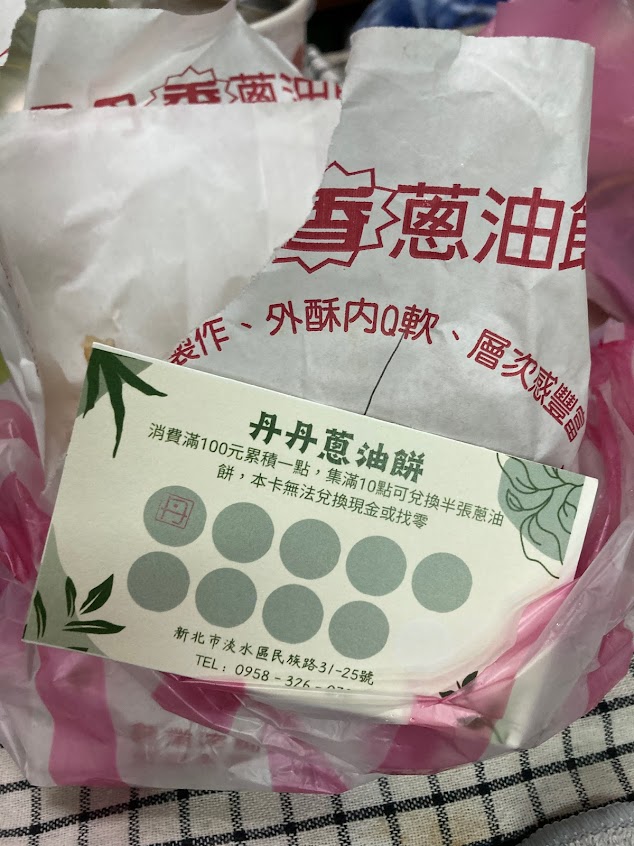 香蔥油
香蔥油
製作、外酥內Q軟、層次感豐富
丹丹蔥油餅
消費滿100元累積一點，集滿10點可兌換半張蔥油
餅，本卡無法兌換現金或找零
丹
新北市淡水區民族路31-25號
TEL：0958-326-